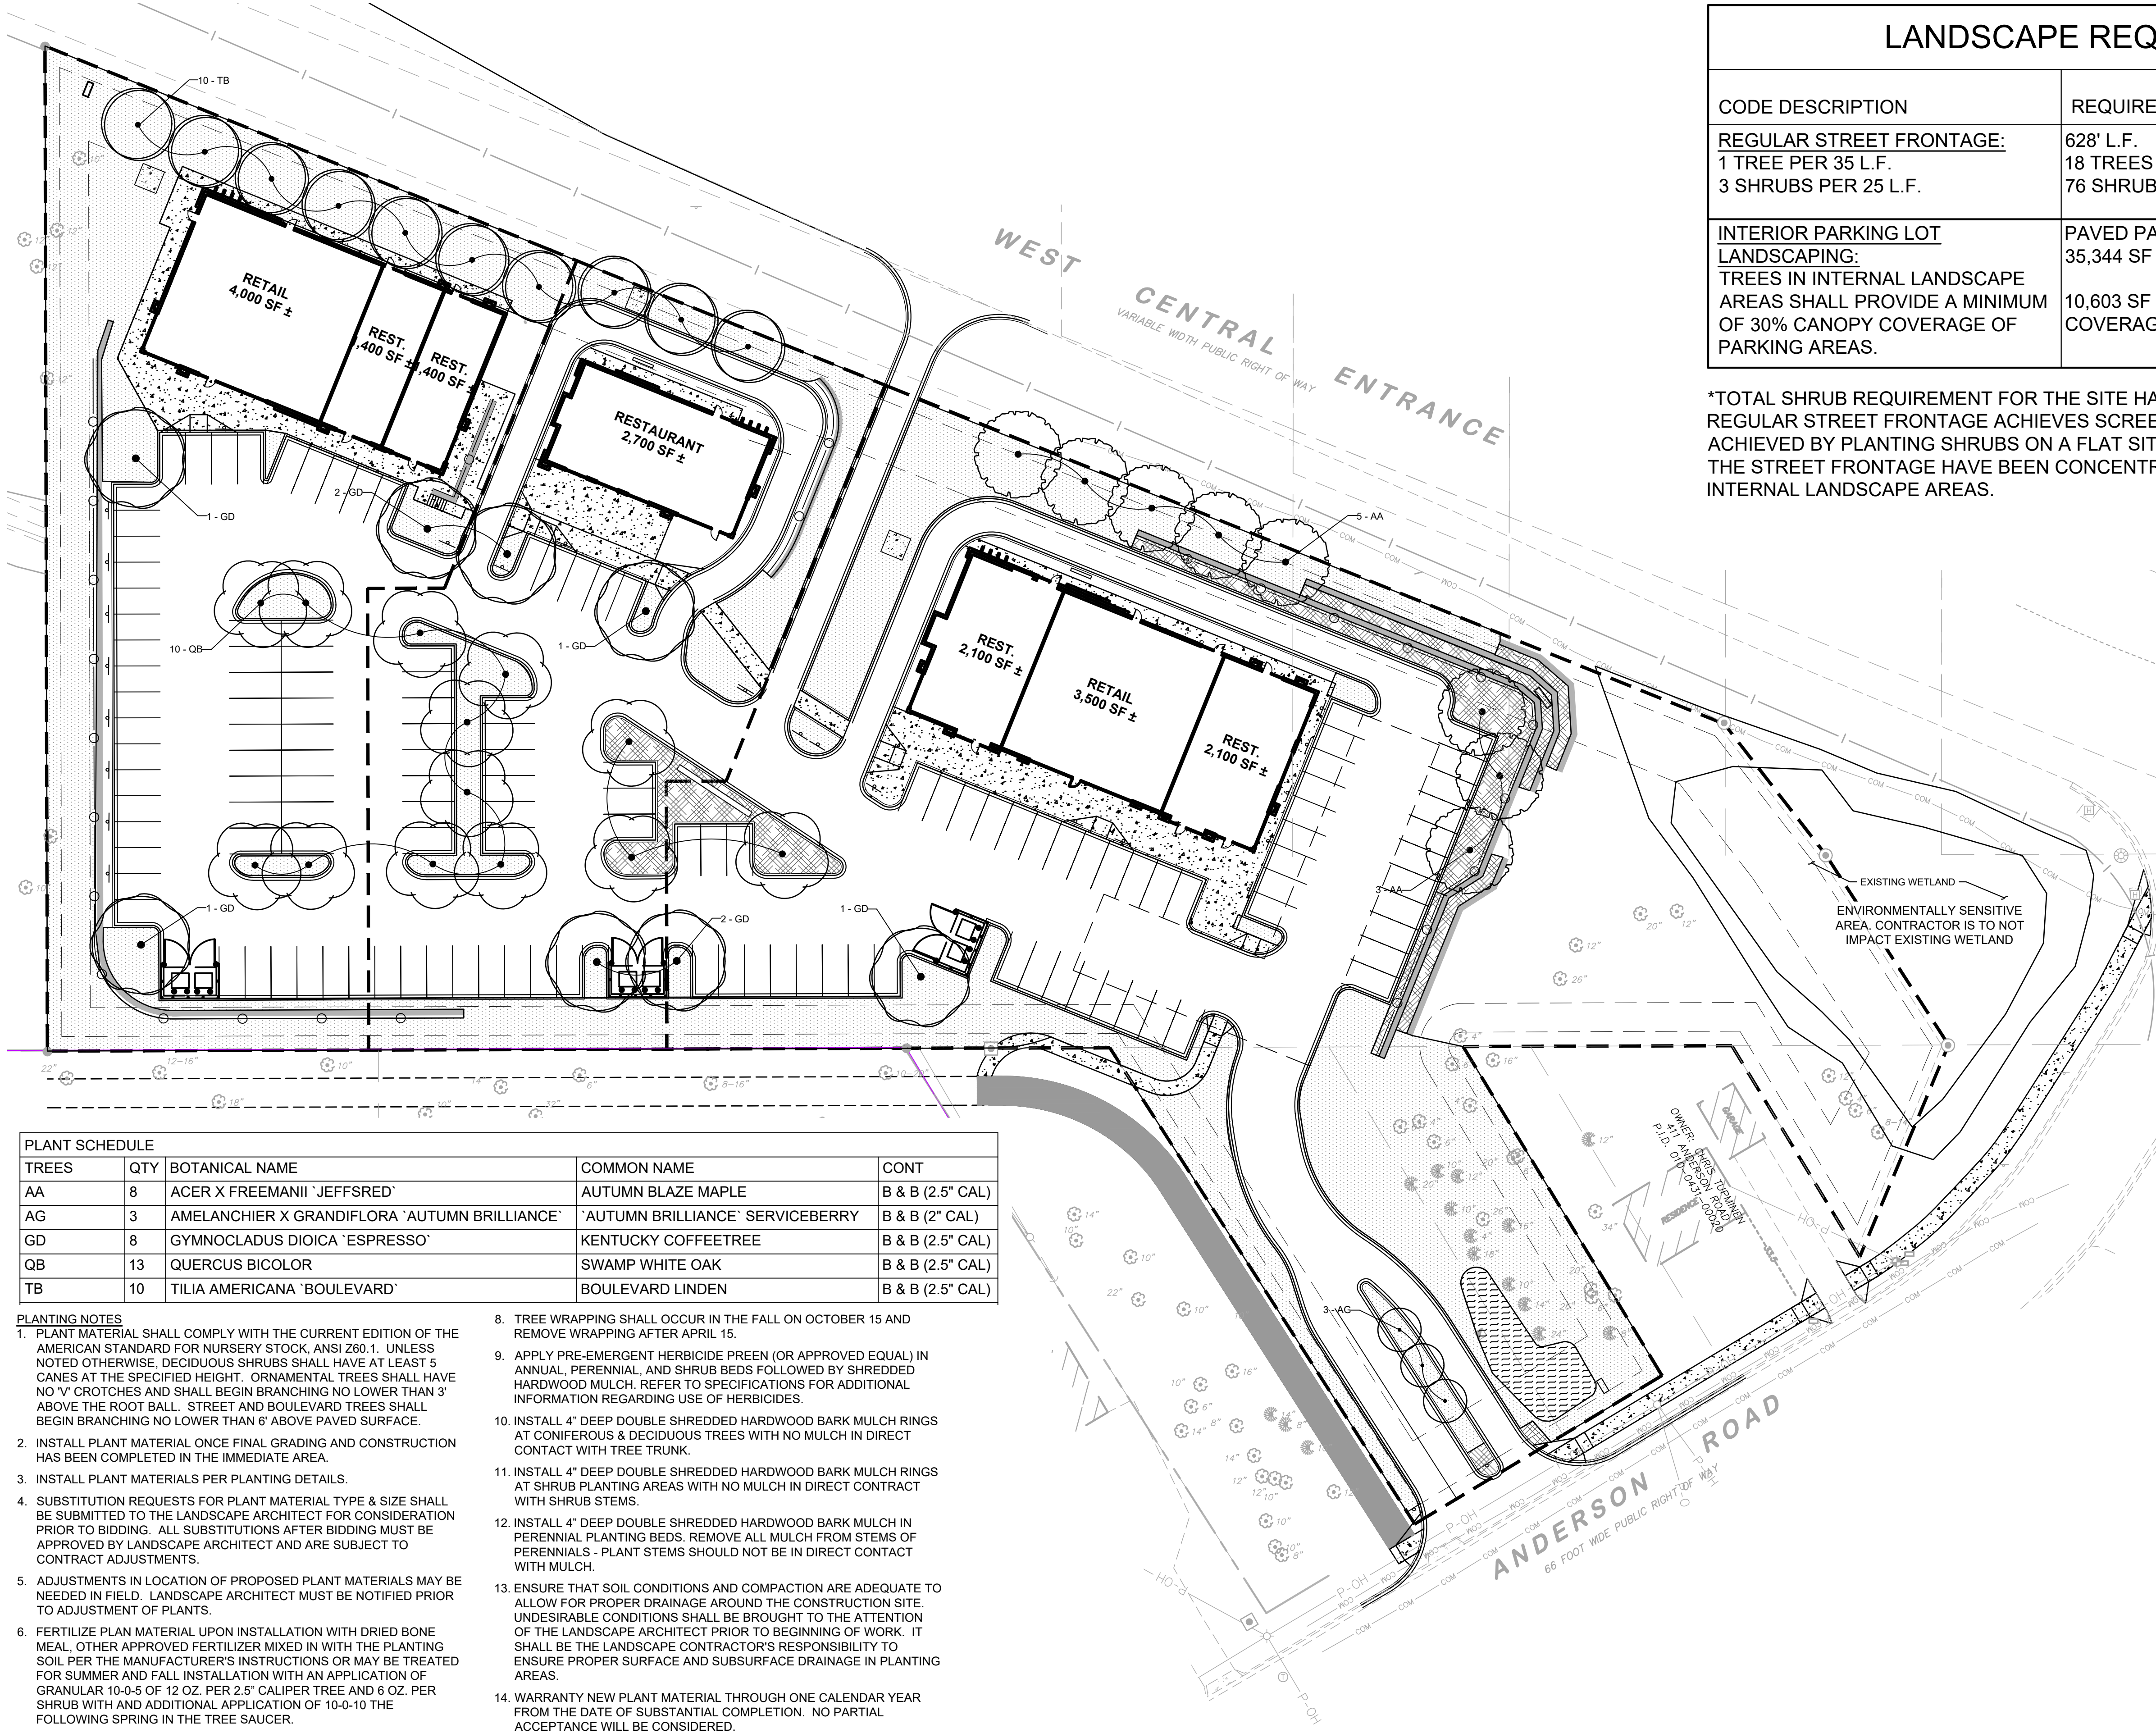 LANDSCAPE REQ
CODE DESCRIPTION
REQUIRE
REGULAR STREET FRONTAGE:
1 TREE PER 35 L.F.
3 SHRUBS PER 25 L.F.
628' L.F.
18 TREES
76 SHRUB
INTERIOR PARKING LOT
LANDSCAPING:
TREES IN INTERNAL LANDSCAPE
AREAS SHALL PROVIDE A MINIMUM
OF 30% CANOPY COVERAGE OF
PARKING AREAS.
PAVED PA
35,344 SF
10,603 SF
COVERAG
*TOTAL SHRUB REQUIREMENT FOR THE SITE HA
REGULAR STREET FRONTAGE ACHIEVES SCREE
ACHIEVED BY PLANTING SHRUBS ON A FLAT SIT
THE STREET FRONTAGE HAVE BEEN CONCENTR
INTERNAL LANDSCAPE AREAS.
10 - TB
RETAIL
4,000 SF ±
REST.
,400 SF ±
REST.
,400 SF ±
RESTAURANT
2,700 SF ±
WEST
CENTRAL
ENTRANCE
VARIABLE WIDTH PUBLIC RIGHT OF WAY
1 - GD
2 - GD
5 - AA
10 - QB
1 - GD
REST.
2,100 SF ±
RETAIL
3,500 SF ±
REST.
2,100 SF ±
3 - AA
1 - GD
2 - GD
1 - GD
EXISTING WETLAND
ENVIRONMENTALLY SENSITIVE
AREA. CONTRACTOR IS TO NOT
IMPACT EXISTING WETLAND
OWNER: CHRIS TUPMINEN
411 ANDERSON ROAD
P.I.D. 010-0431-00020
GARAGE
RESIDENCE
3 - AG
ANDERSON
ROAD
66 FOOT WIDE PUBLIC RIGHT OF WAY
PLANT SCHEDULE
TREES QTY BOTANICAL NAME COMMON NAME CONT
AA 8 ACER X FREEMANII `JEFFSRED` AUTUMN BLAZE MAPLE B & B (2.5" CAL)
AG 3 AMELANCHIER X GRANDIFLORA `AUTUMN BRILLIANCE` `AUTUMN BRILLIANCE` SERVICEBERRY B & B (2" CAL)
GD 8 GYMNOCLADUS DIOICA `ESPRESSO` KENTUCKY COFFEETREE B & B (2.5" CAL)
QB 13 QUERCUS BICOLOR SWAMP WHITE OAK B & B (2.5" CAL)
TB 10 TILIA AMERICANA `BOULEVARD` BOULEVARD LINDEN B & B (2.5" CAL)
PLANTING NOTES
1. PLANT MATERIAL SHALL COMPLY WITH THE CURRENT EDITION OF THE
AMERICAN STANDARD FOR NURSERY STOCK, ANSI Z60.1. UNLESS
NOTED OTHERWISE, DECIDUOUS SHRUBS SHALL HAVE AT LEAST 5
CANES AT THE SPECIFIED HEIGHT. ORNAMENTAL TREES SHALL HAVE
NO 'V' CROTCHES AND SHALL BEGIN BRANCHING NO LOWER THAN 3'
ABOVE THE ROOT BALL. STREET AND BOULEVARD TREES SHALL
BEGIN BRANCHING NO LOWER THAN 6' ABOVE PAVED SURFACE.
2. INSTALL PLANT MATERIAL ONCE FINAL GRADING AND CONSTRUCTION
HAS BEEN COMPLETED IN THE IMMEDIATE AREA.
3. INSTALL PLANT MATERIALS PER PLANTING DETAILS.
4. SUBSTITUTION REQUESTS FOR PLANT MATERIAL TYPE & SIZE SHALL
BE SUBMITTED TO THE LANDSCAPE ARCHITECT FOR CONSIDERATION
PRIOR TO BIDDING. ALL SUBSTITUTIONS AFTER BIDDING MUST BE
APPROVED BY LANDSCAPE ARCHITECT AND ARE SUBJECT TO
CONTRACT ADJUSTMENTS.
5. ADJUSTMENTS IN LOCATION OF PROPOSED PLANT MATERIALS MAY BE
NEEDED IN FIELD. LANDSCAPE ARCHITECT MUST BE NOTIFIED PRIOR
TO ADJUSTMENT OF PLANTS.
6. FERTILIZE PLAN MATERIAL UPON INSTALLATION WITH DRIED BONE
MEAL, OTHER APPROVED FERTILIZER MIXED IN WITH THE PLANTING
SOIL PER THE MANUFACTURER'S INSTRUCTIONS OR MAY BE TREATED
FOR SUMMER AND FALL INSTALLATION WITH AN APPLICATION OF
GRANULAR 10-0-5 OF 12 OZ. PER 2.5" CALIPER TREE AND 6 OZ. PER
SHRUB WITH AND ADDITIONAL APPLICATION OF 10-0-10 THE
FOLLOWING SPRING IN THE TREE SAUCER.
8. TREE WRAPPING SHALL OCCUR IN THE FALL ON OCTOBER 15 AND
REMOVE WRAPPING AFTER APRIL 15.
9. APPLY PRE-EMERGENT HERBICIDE PREEN (OR APPROVED EQUAL) IN
ANNUAL, PERENNIAL, AND SHRUB BEDS FOLLOWED BY SHREDDED
HARDWOOD MULCH. REFER TO SPECIFICATIONS FOR ADDITIONAL
INFORMATION REGARDING USE OF HERBICIDES.
10. INSTALL 4" DEEP DOUBLE SHREDDED HARDWOOD BARK MULCH RINGS
AT CONIFEROUS & DECIDUOUS TREES WITH NO MULCH IN DIRECT
CONTACT WITH TREE TRUNK.
11. INSTALL 4" DEEP DOUBLE SHREDDED HARDWOOD BARK MULCH RINGS
AT SHRUB PLANTING AREAS WITH NO MULCH IN DIRECT CONTRACT
WITH SHRUB STEMS.
12. INSTALL 4" DEEP DOUBLE SHREDDED HARDWOOD BARK MULCH IN
PERENNIAL PLANTING BEDS. REMOVE ALL MULCH FROM STEMS OF
PERENNIALS - PLANT STEMS SHOULD NOT BE IN DIRECT CONTACT
WITH MULCH.
13. ENSURE THAT SOIL CONDITIONS AND COMPACTION ARE ADEQUATE TO
ALLOW FOR PROPER DRAINAGE AROUND THE CONSTRUCTION SITE.
UNDESIRABLE CONDITIONS SHALL BE BROUGHT TO THE ATTENTION
OF THE LANDSCAPE ARCHITECT PRIOR TO BEGINNING OF WORK. IT
SHALL BE THE LANDSCAPE CONTRACTOR'S RESPONSIBILITY TO
ENSURE PROPER SURFACE AND SUBSURFACE DRAINAGE IN PLANTING
AREAS.
14. WARRANTY NEW PLANT MATERIAL THROUGH ONE CALENDAR YEAR
FROM THE DATE OF SUBSTANTIAL COMPLETION. NO PARTIAL
ACCEPTANCE WILL BE CONSIDERED.